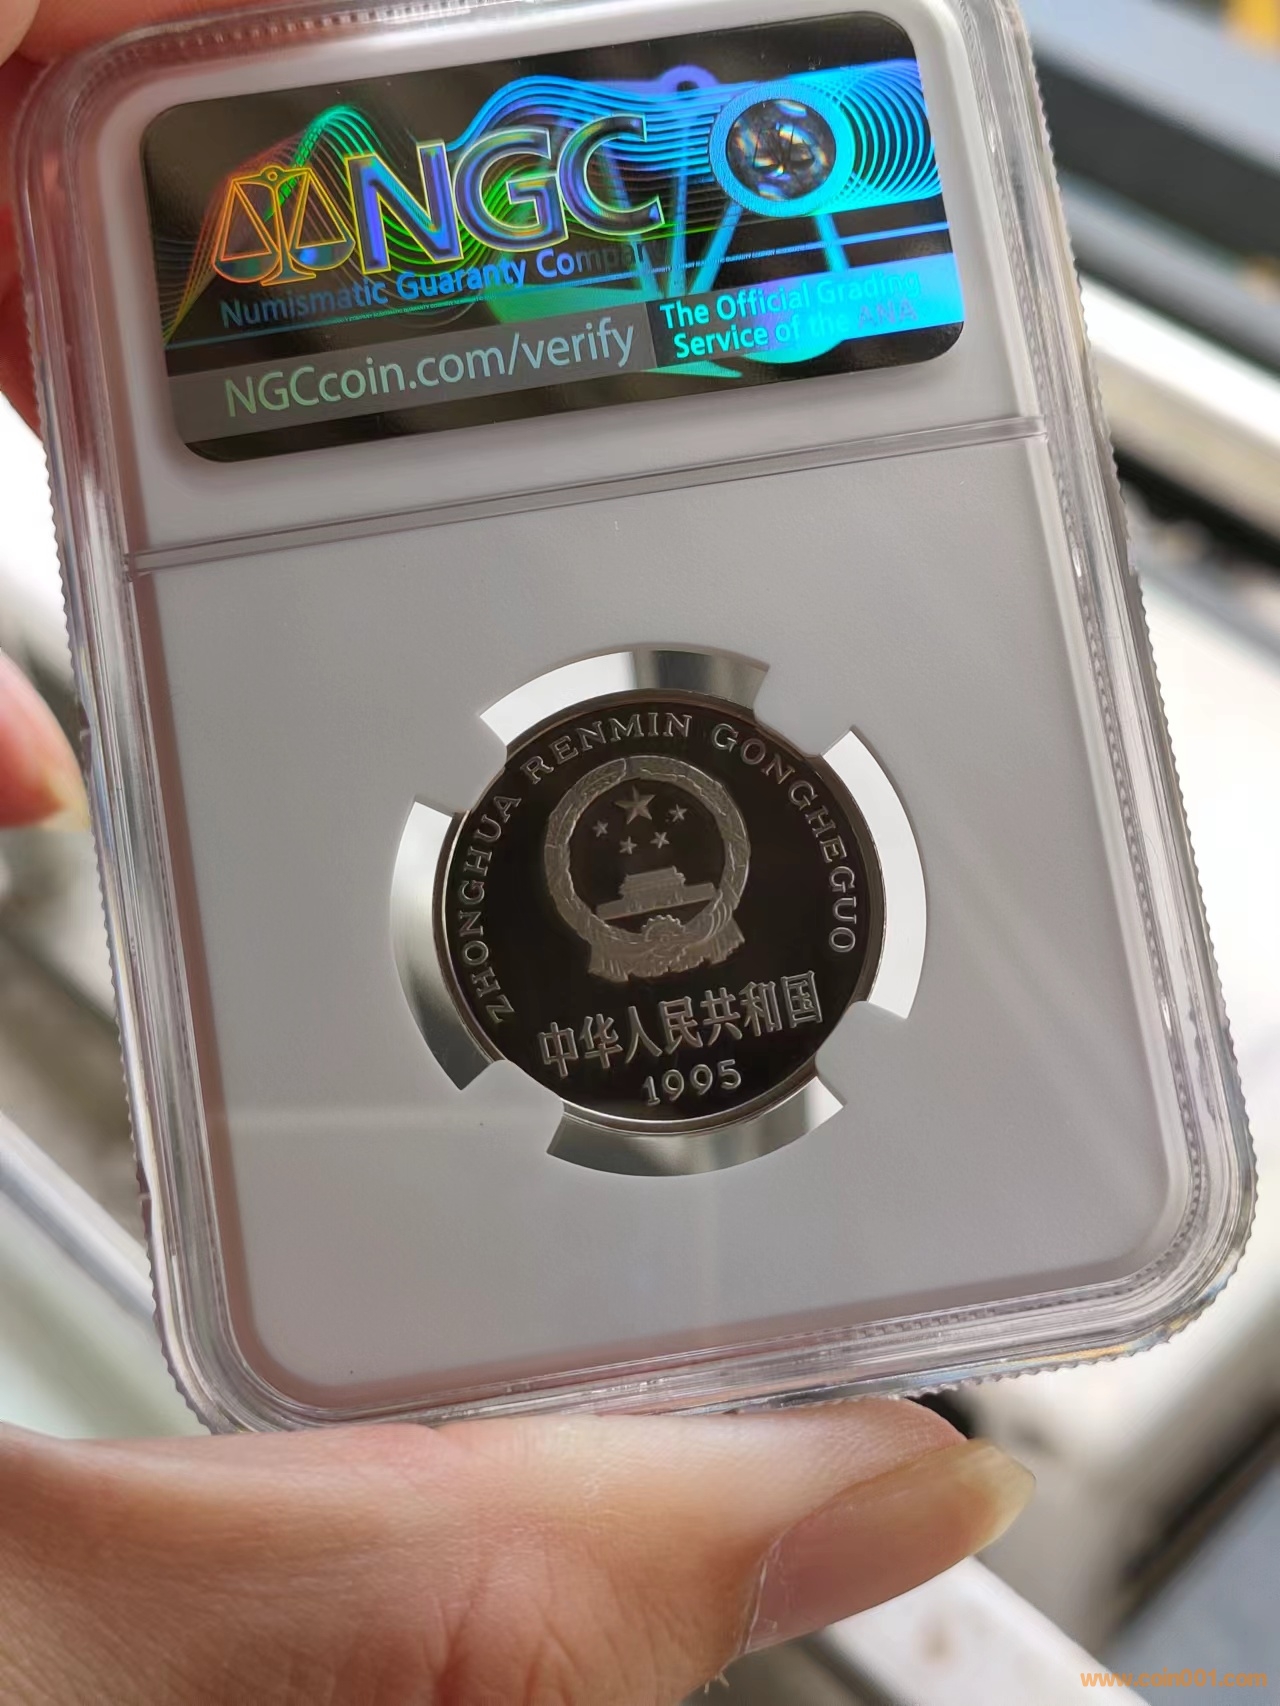 NGC
Numismatic Guaranty Company
NGCcoin.com/verify
The Official Grading
Service of the ANA
ZHONGHUA RENMIN GONGHEGUO
中华人民共和国
1995
www.coin001.com